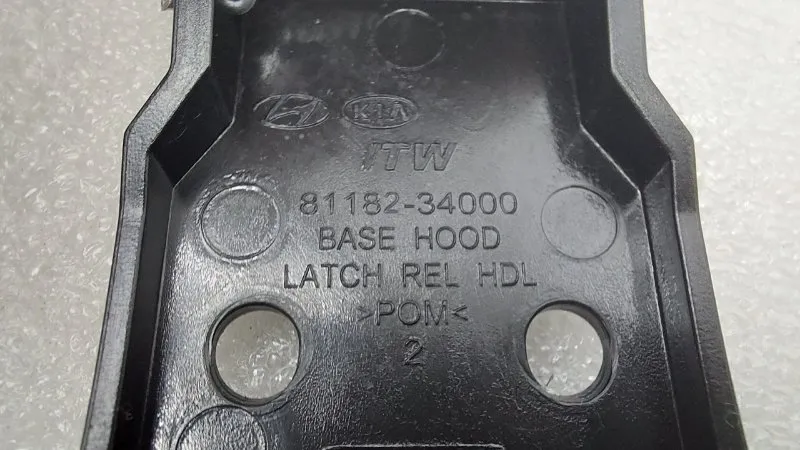 KIA
ITW
81182-34000
BASE HOOD
LATCH REL HDL
>POM<
2